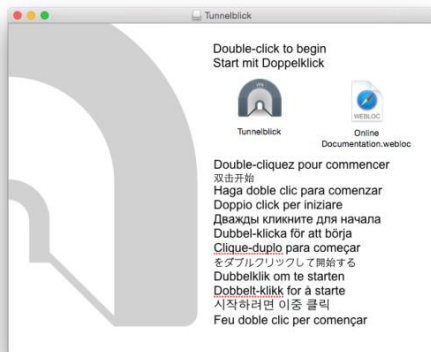 Tunnelblick
Double-click to begin
Start mit Doppelklick
Tunnelblick
WEBLOC
Online
Documentation.webloc
Double-cliquez pour commencer
双击开始
Haga doble clic para comenzar
Doppio click per iniziare
Дважды кликните для начала
Dubbel-klicka för att börja
Clique-duplo para começar
をダブルクリックして開始する
Dubbelklik om te starten
Dobbelt-klikk for å starte
시작하려면 이중 클릭
Feu doble clic per començar